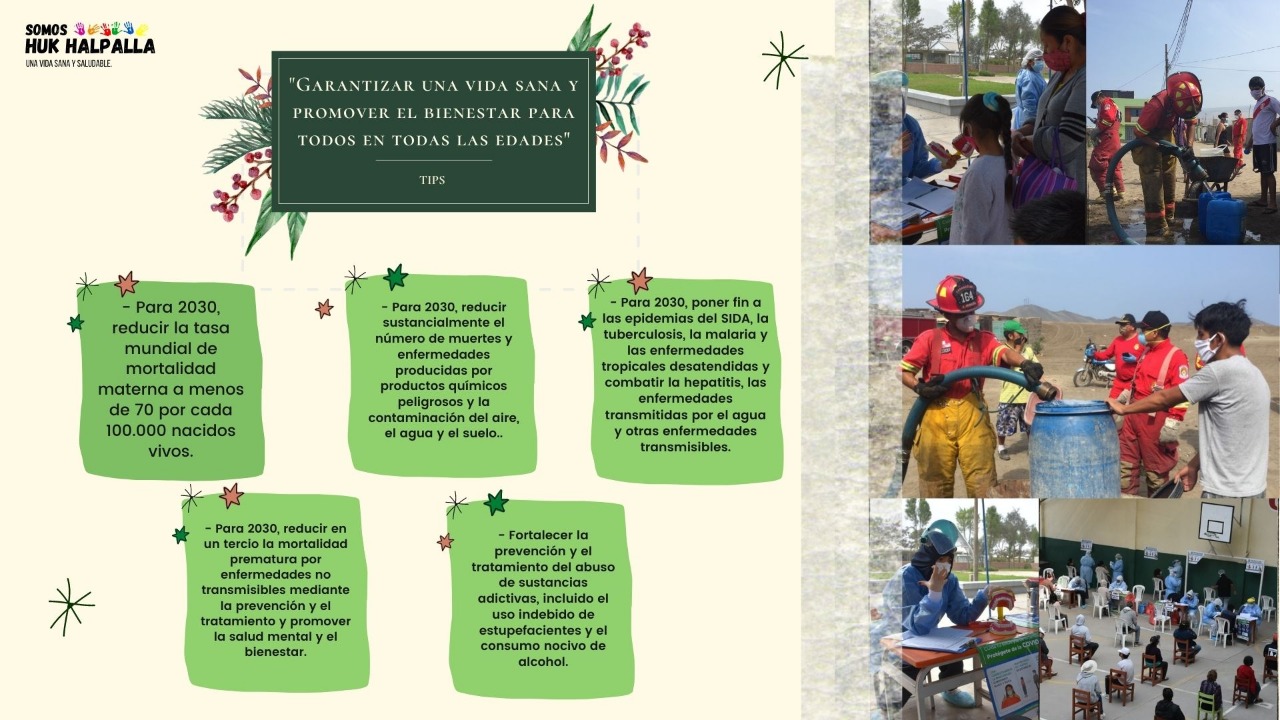 SOMOS
HUK HALPALLA
UNA VIDA SANA Y SALUDABLE.
"Garantizar una vida sana y
promover el bienestar para
todos en todas las edades"
TIPS
- Para 2030,
reducir la tasa
mundial de
mortalidad
materna a menos
de 70 por cada
100.000 nacidos
vivos.
- Para 2030, reducir
sustancialmente el
número de muertes y
enfermedades
producidas por
productos químicos
peligrosos y la
contaminación del aire,
el agua y el suelo..
- Para 2030, poner fin a
las epidemias del SIDA, la
tuberculosis, la malaria y
las enfermedades
tropicales desatendidas y
combatir la hepatitis, las
enfermedades
transmitidas por el agua
y otras enfermedades
transmisibles.
- Para 2030, reducir en
un tercio la mortalidad
prematura por
enfermedades no
transmisibles mediante
la prevención y el
tratamiento y promover
la salud mental y el
bienestar.
- Fortalecer la
prevención y el
tratamiento del abuso
de sustancias
adictivas, incluido el
uso indebido de
estupefacientes y el
consumo nocivo de
alcohol.
164
Protégete de la COVID